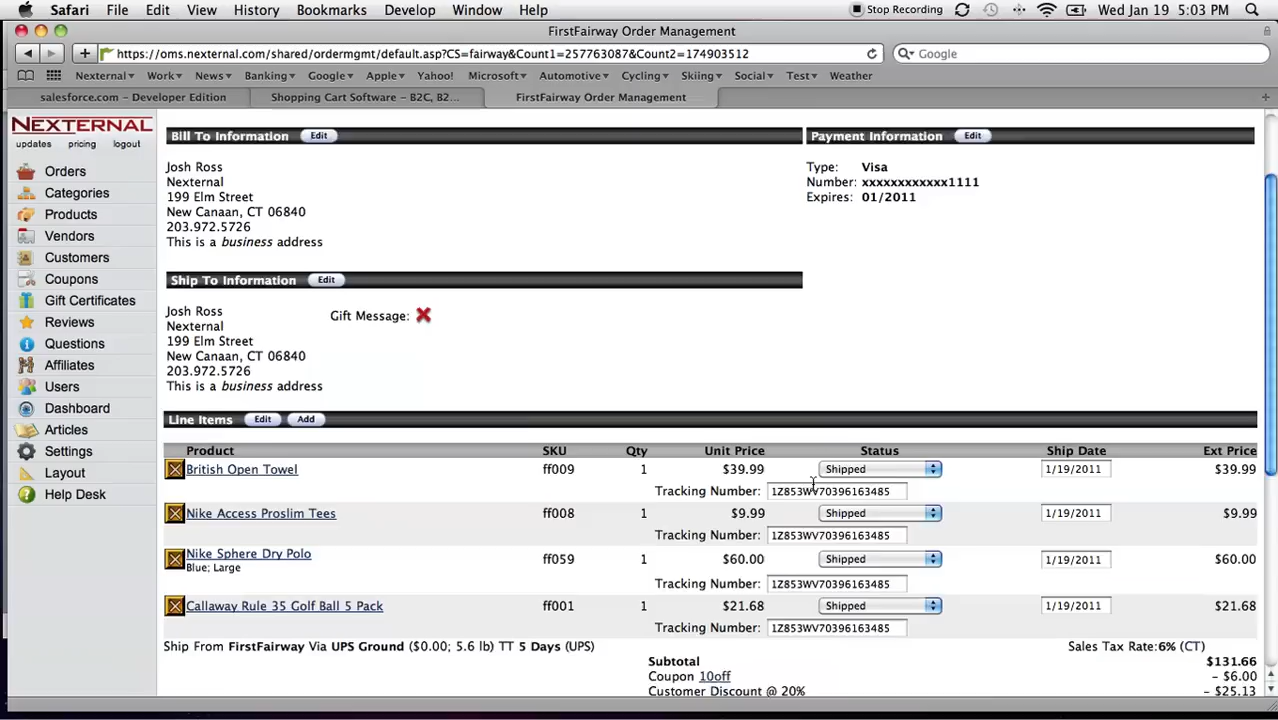 Safari File Edit View History Bookmarks Develop Window Help Stop Recording Wed Jan 19 5:03 PM
FirstFairway Order Management
https://oms.nexternal.com/shared/ordermgmt/default.asp?CS=fairway&Count1=257763087&Count2=174903512 Google
Nexternal Work News Banking Google Apple Yahoo! Microsoft Automotive Cycling Skiing Social Test Weather
salesforce.com – Developer Edition Shopping Cart Software – B2C, B2... FirstFairway Order Management
NEXTERNAL
updates pricing logout
Orders
Categories
Products
Vendors
Customers
Coupons
Gift Certificates
Reviews
Questions
Affiliates
Users
Dashboard
Articles
Settings
Layout
Help Desk
Bill To Information Edit
Josh Ross
Nexternal
199 Elm Street
New Canaan, CT 06840
203.972.5726
This is a business address
Payment Information Edit
Type: Visa
Number: xxxxxxxxxxxx1111
Expires: 01/2011
Ship To Information Edit
Josh Ross
Nexternal
199 Elm Street
New Canaan, CT 06840
203.972.5726
This is a business address
Gift Message:
Line Items Edit Add
Product SKU Qty Unit Price Status Ship Date Ext Price
British Open Towel ff009 1 $39.99 Shipped 1/19/2011 $39.99
Tracking Number: 1Z853WV70396163485
Nike Access Proslim Tees ff008 1 $9.99 Shipped 1/19/2011 $9.99
Tracking Number: 1Z853WV70396163485
Nike Sphere Dry Polo ff059 1 $60.00 Shipped 1/19/2011 $60.00
Blue; Large
Tracking Number: 1Z853WV70396163485
Callaway Rule 35 Golf Ball 5 Pack ff001 1 $21.68 Shipped 1/19/2011 $21.68
Tracking Number: 1Z853WV70396163485
Ship From FirstFairway Via UPS Ground ($0.00; 5.6 lb) TT 5 Days (UPS) Sales Tax Rate:6% (CT)
Subtotal $131.66
Coupon 10off - $6.00
Customer Discount @ 20% - $25.13